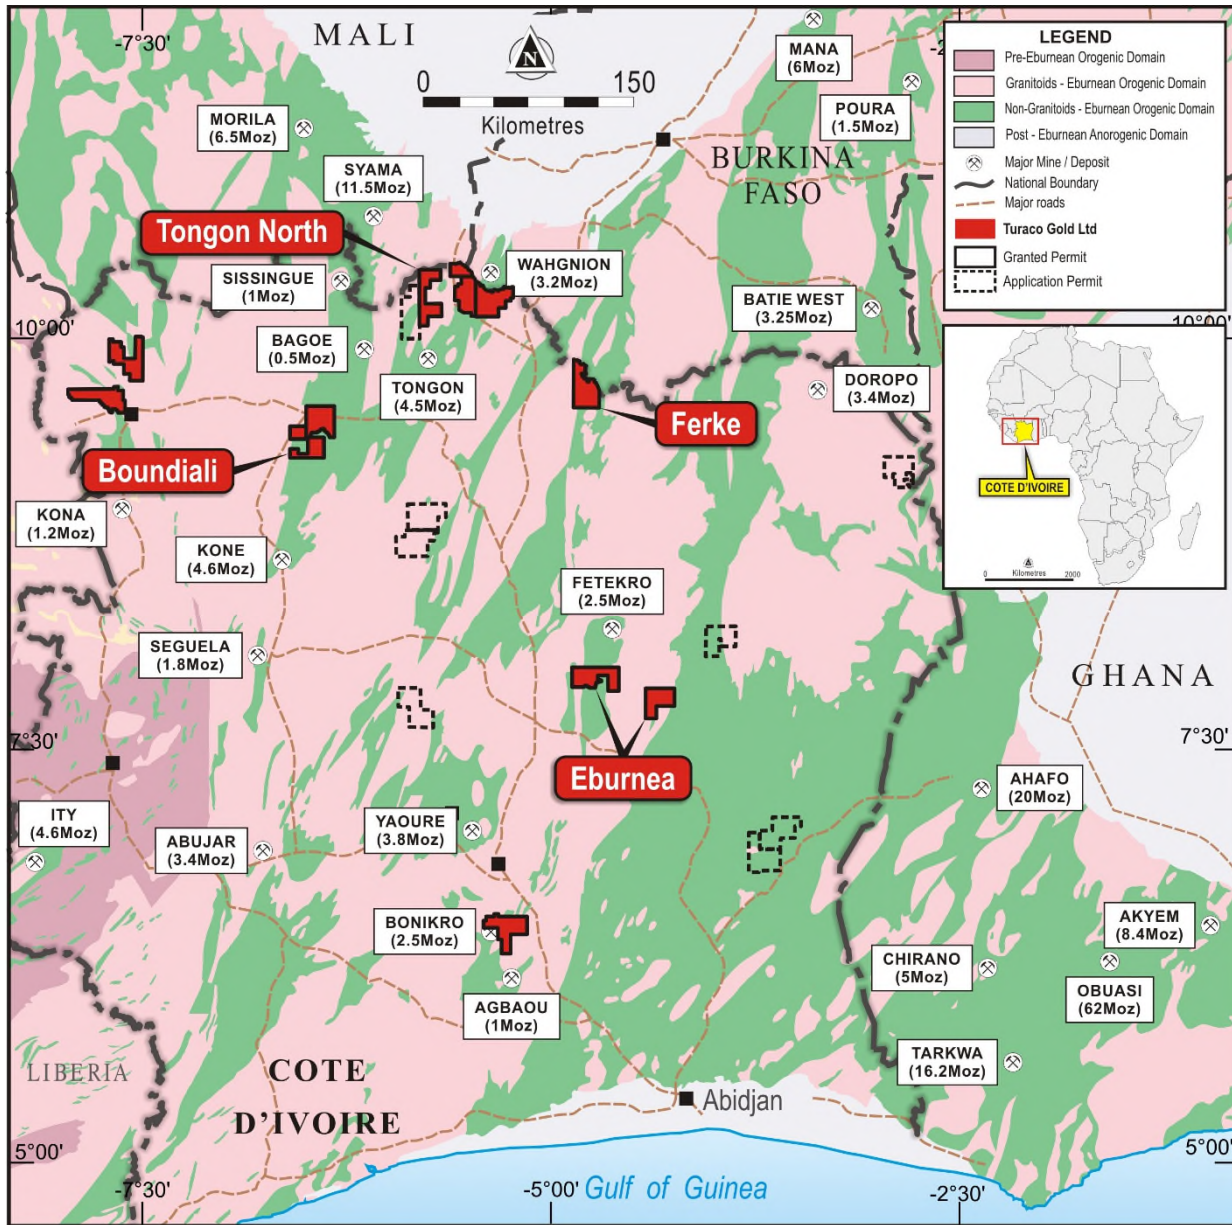 -7°30'
MALI
0
150
Kilometres
N
MANA
(6Moz)
POURA
(1.5Moz)
MORILA
(6.5Moz)
SYAMA
(11.5Moz)
BURKINA
FASO
LEGEND
Pre-Eburnean Orogenic Domain
Granitoids - Eburnean Orogenic Domain
Non-Granitoids - Eburnean Orogenic Domain
Post - Eburnean Anorogenic Domain
Major Mine / Deposit
National Boundary
Major roads
Turaco Gold Ltd
Granted Permit
Application Permit
Tongon North
SISSINGUE
(1Moz)
WAHGNION
(3.2Moz)
BATIE WEST
(3.25Moz)
10°00'
10°00'
BAGOE
(0.5Moz)
TONGON
(4.5Moz)
DOROPO
(3.4Moz)
Ferke
Boundiali
COTE D'IVOIRE
0
Kilometres
2000
KONA
(1.2Moz)
KONE
(4.6Moz)
FETEKRO
(2.5Moz)
SEGUELA
(1.8Moz)
GHANA
7°30'
7°30'
Eburnea
AHAFO
(20Moz)
ITY
(4.6Moz)
ABUJAR
(3.4Moz)
YAOURE
(3.8Moz)
BONIKRO
(2.5Moz)
AGBAOU
(1Moz)
AKYEM
(8.4Moz)
CHIRANO
(5Moz)
OBUASI
(62Moz)
TARKWA
(16.2Moz)
LIBERIA
COTE
D'IVOIRE
Abidjan
5°00'
5°00'
-7°30'
-5°00'
Gulf of Guinea
-2°30'